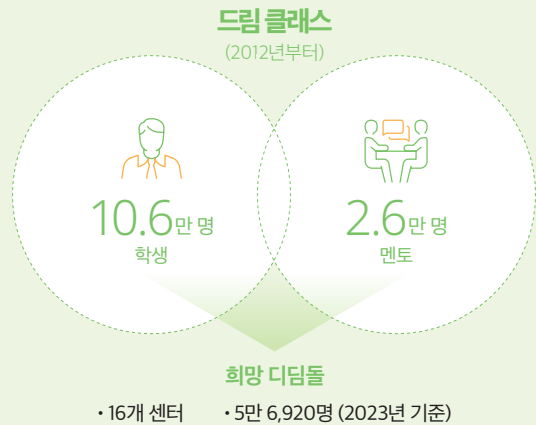 드림 클래스
(2012년부터)
10.6만 명
학생
2.6만 명
멘토
희망 디딤돌
• 16개 센터 • 5만 6,920명 (2023년 기준)